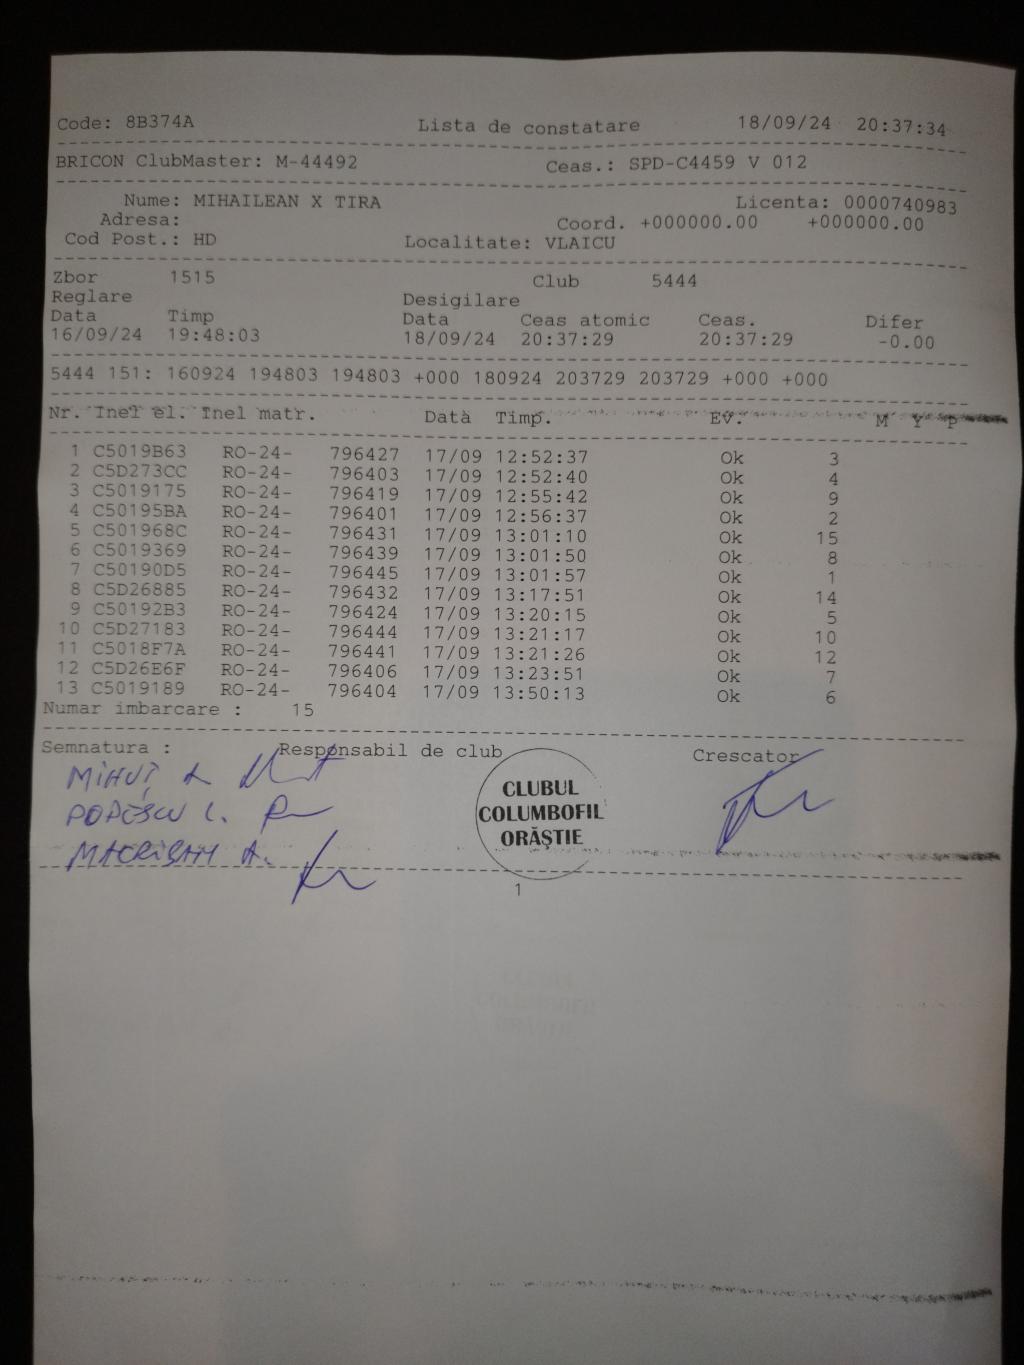 Code: 8B374A Lista de constatare 18/09/24 20:37:34
BRICON ClubMaster: M-44492 Ceas.: SPD-C4459 V 012
Nume: MIHAILEAN X TIRA Licenta: 0000740983
Adresa: Coord. +000000.00 +000000.00
Cod Post.: HD Localitate: VLAICU
Zbor 1515 Club 5444
Reglare Desigilare
Data Timp Data Ceas atomic Ceas. Difer
16/09/24 19:48:03 18/09/24 20:37:29 20:37:29 -0.00
5444 151: 160924 194803 194803 +000 180924 203729 203729 +000 +000
Nr. Inel el. Inel matr. Data Timp. Ev. M Y P
1 C5019B63 RO-24- 796427 17/09 12:52:37 Ok 3
2 C5D273CC RO-24- 796403 17/09 12:52:40 Ok 4
3 C5019175 RO-24- 796419 17/09 12:55:42 Ok 9
4 C50195BA RO-24- 796401 17/09 12:56:37 Ok 2
5 C501968C RO-24- 796431 17/09 13:01:10 Ok 15
6 C5019369 RO-24- 796439 17/09 13:01:50 Ok 8
7 C50190D5 RO-24- 796445 17/09 13:01:57 Ok 1
8 C5D26885 RO-24- 796432 17/09 13:17:51 Ok 14
9 C50192B3 RO-24- 796424 17/09 13:20:15 Ok 5
10 C5D27183 RO-24- 796444 17/09 13:21:17 Ok 10
11 C5018F7A RO-24- 796441 17/09 13:21:26 Ok 12
12 C5D26E6F RO-24- 796406 17/09 13:23:51 Ok 7
13 C5019189 RO-24- 796404 17/09 13:50:13 Ok 6
Numar imbarcare : 15
Semnatura : Responsabil de club Crescator
MIHUȚ
POPESCU C.
A.
CLUBUL
COLUMBOFIL
ORĂȘTIE
1